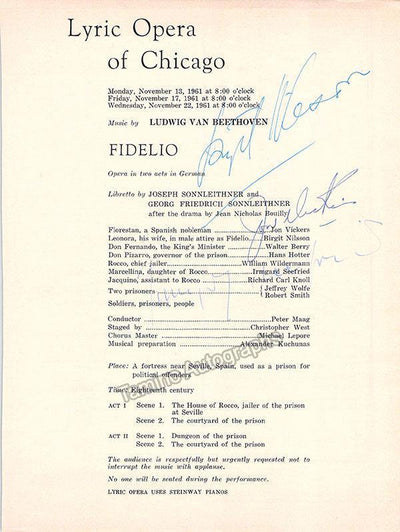 Lyric Opera
of Chicago
Monday, November 13, 1961 at 8:00 o'clock
Friday, November 17, 1961 at 8:00 o'clock
Wednesday, November 22, 1961 at 8:00 o'clock
Music by LUDWIG VAN BEETHOVEN
FIDELIO
Opera in two acts in German
Libretto by JOSEPH SONNLEITHNER and
GEORG FRIEDRICH SONNLEITHNER
after the drama by Jean Nicholas Bouilly
Florestan, a Spanish nobleman Jon Vickers
Leonora, his wife, in male attire as Fidelio Birgit Nilsson
Don Fernando, the King's Minister Walter Berry
Don Pizarro, governor of the prison Hans Hotter
Rocco, chief jailer William Wildermann
Marcellina, daughter of Rocco Irmgard Seefried
Jacquino, assistant to Rocco Richard Carl Knoll
Two prisoners { Jeffrey Wolfe
{ Robert Smith
Soldiers, prisoners, people
Conductor Peter Maag
Staged by Christopher West
Chorus Master Michael Lepore
Musical preparation Alexander Kuchunas
Tamino Autographs
Place: A fortress near Seville, Spain, used as a prison for
political offenders
Time: Eighteenth century
ACT I Scene 1. The House of Rocco, jailer of the prison
at Seville
Scene 2. The courtyard of the prison
ACT II Scene 1. Dungeon of the prison
Scene 2. The courtyard of the prison
The audience is respectfully but urgently requested not to
interrupt the music with applause.
No one will be seated during the performance.
LYRIC OPERA USES STEINWAY PIANOS